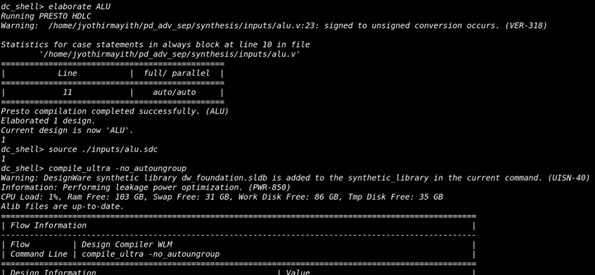 dc_shell> elaborate ALU
Running PRESTO HDLC
Warning:  /home/jyothirmayith/pd_adv_sep/synthesis/inputs/alu.v:23: signed to unsigned conversion occurs. (VER-318)
Statistics for case statements in always block at line 10 in file
        '/home/jyothirmayith/pd_adv_sep/synthesis/inputs/alu.v'
===============================================
|           Line           |  full/ parallel  |
===============================================
|            11            |    auto/auto     |
===============================================
Presto compilation completed successfully. (ALU)
Elaborated 1 design.
Current design is now 'ALU'.
1
dc_shell> source ./inputs/alu.sdc
1
dc_shell> compile_ultra -no_autoungroup
Warning: DesignWare synthetic library dw_foundation.sldb is added to the synthetic_library in the current command. (UISN-40)
Information: Performing leakage power optimization. (PWR-850)
CPU Load: 1%, Ram Free: 103 GB, Swap Free: 31 GB, Work Disk Free: 86 GB, Tmp Disk Free: 35 GB
Alib files are up-to-date.
====================================================================================================
| Flow Information                                                                                 |
----------------------------------------------------------------------------------------------------
| Flow         | Design Compiler WLM                                                               |
| Command Line | compile_ultra -no_autoungroup                                                     |
====================================================================================================
| Design Information                                      | Value                                  |